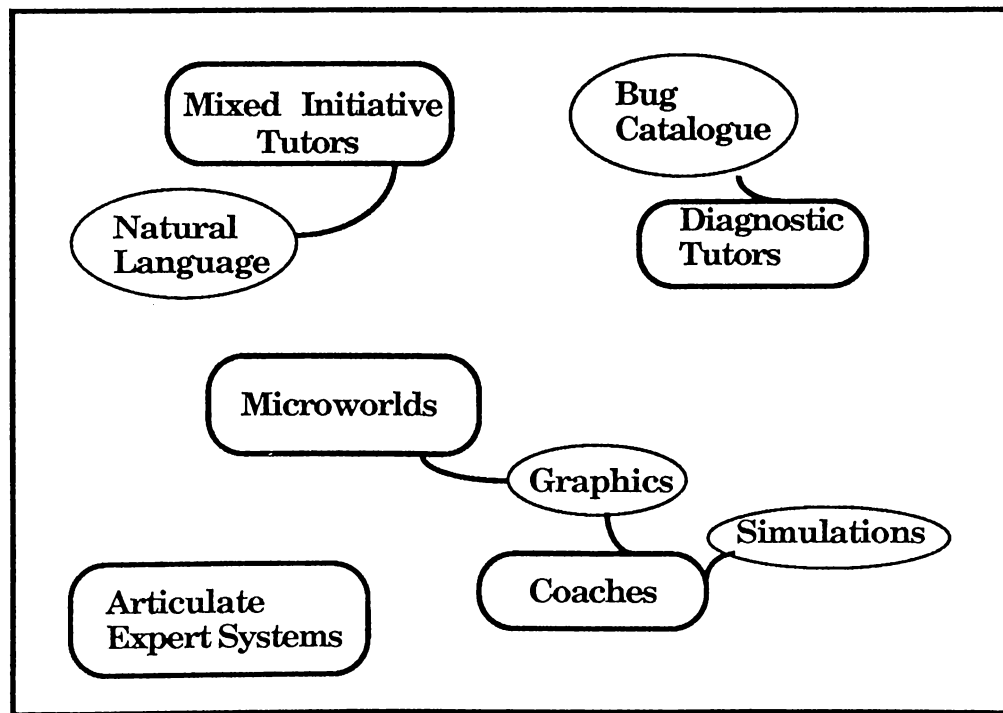 Mixed Initiative
Tutors
Bug
Catalogue
Natural
Language
Diagnostic
Tutors
Microworlds
Graphics
Simulations
Coaches
Articulate
Expert Systems